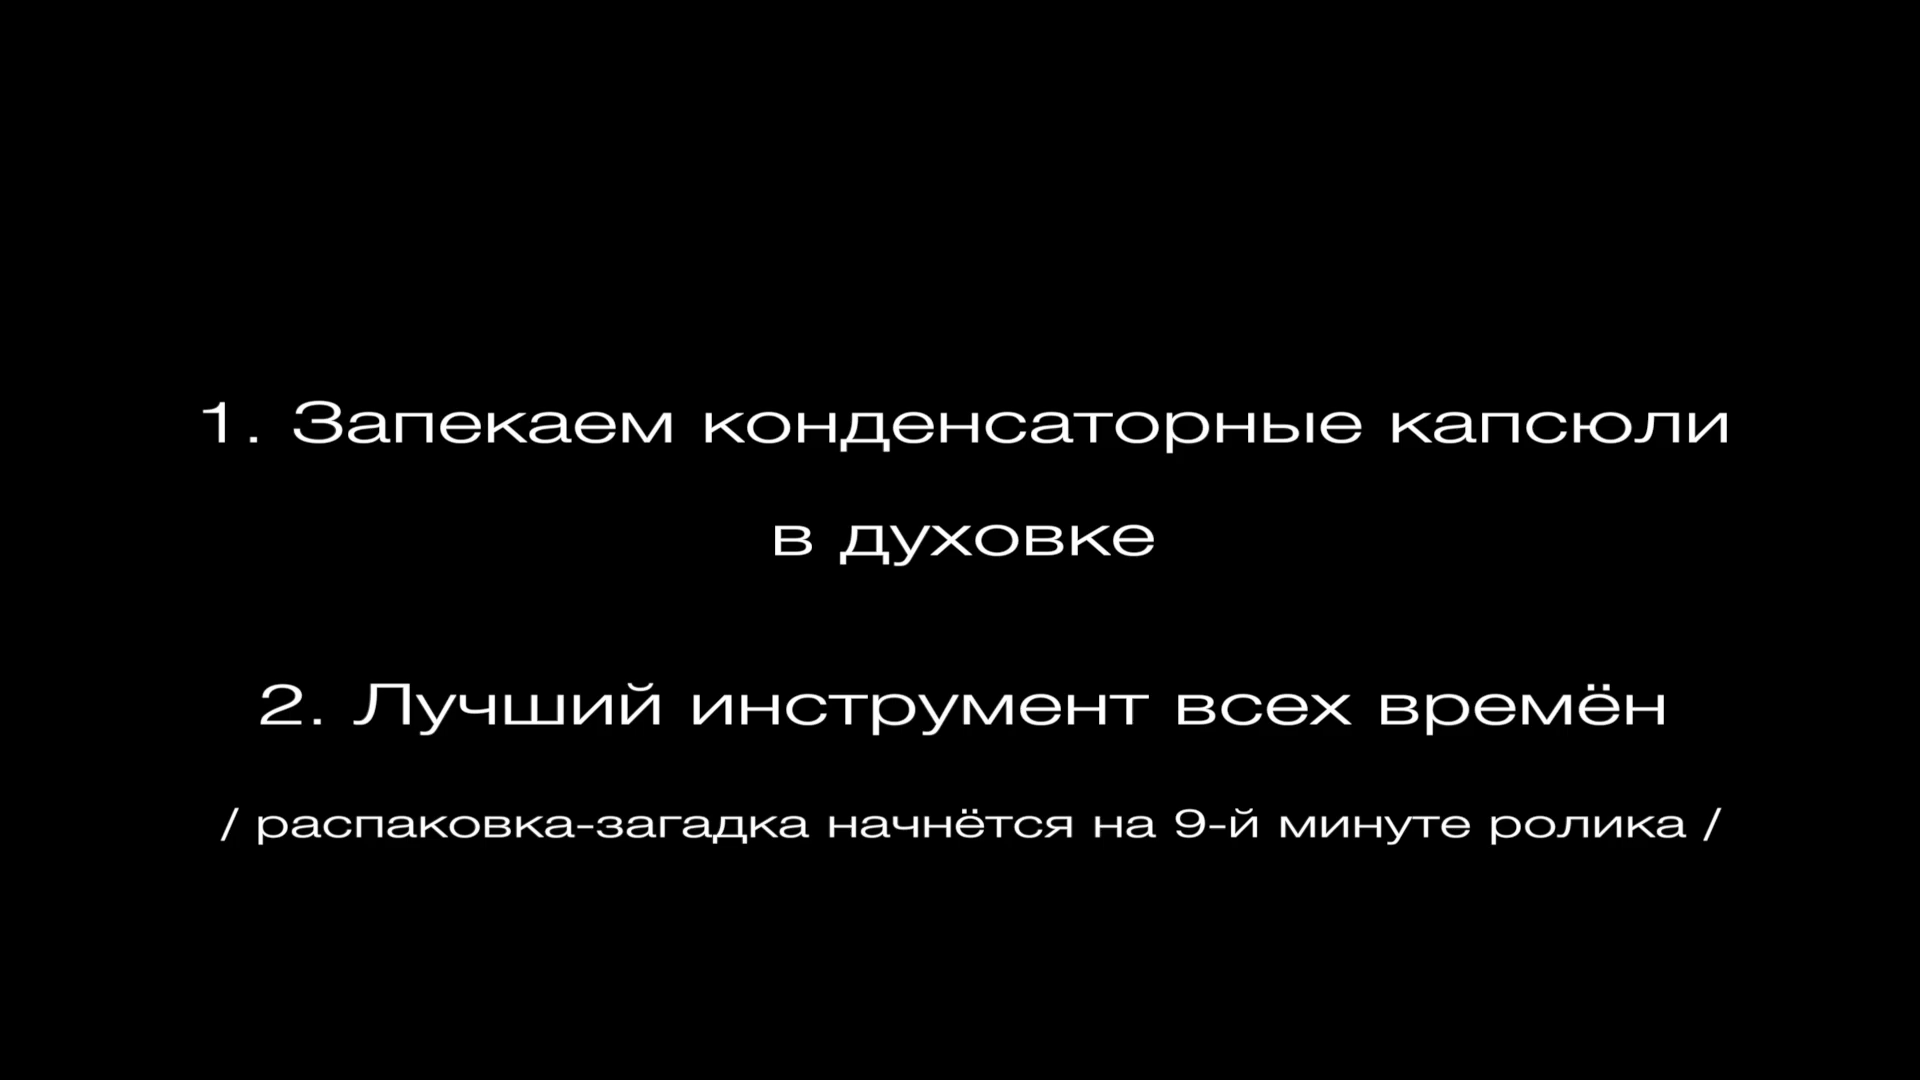 1. Запекаем конденсаторные капсюли
в духовке
2. Лучший инструмент всех времён
/ распаковка-загадка начнётся на 9-й минуте ролика /